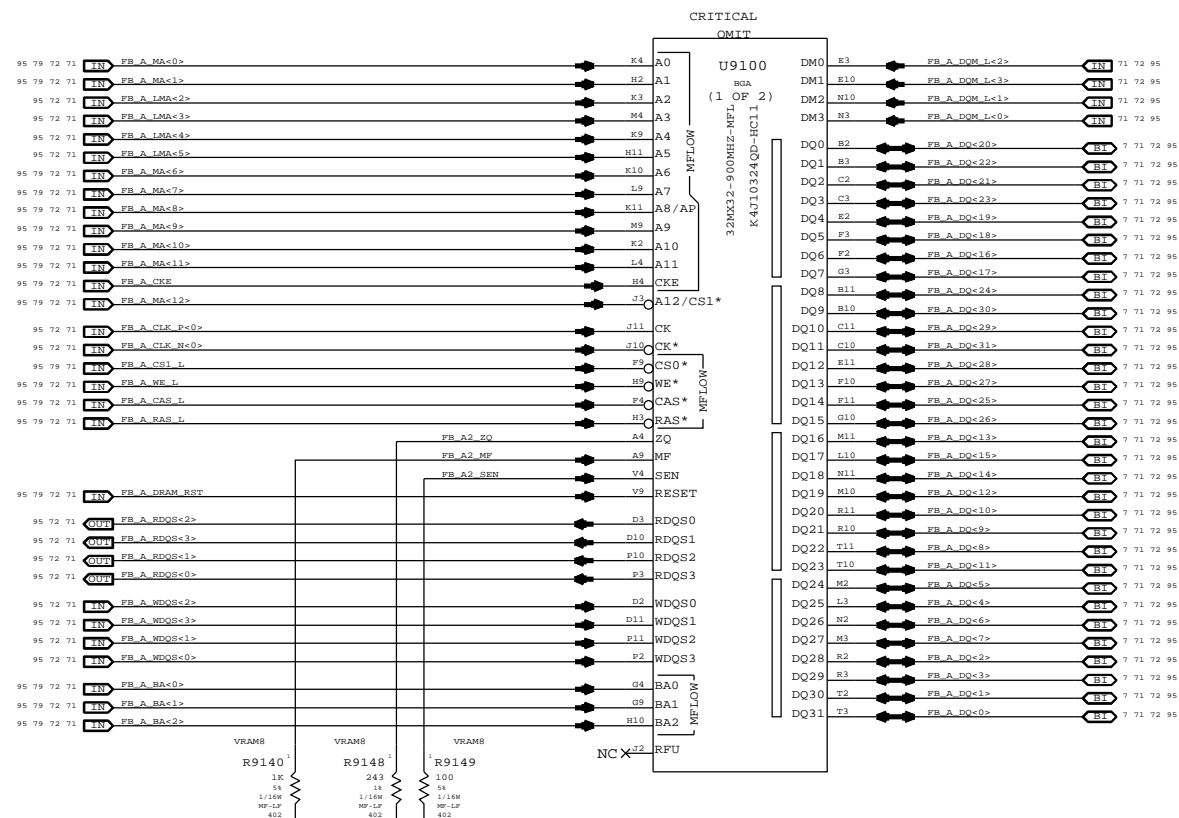 CRITICAL
OMIT
U9100
BGA
(1 OF 2)
32MX32-900MHZ-MFL
K4J10324QD-HC11
95 79 72 71 IN FB_A_MA<0> K4 A0
95 79 72 71 IN FB_A_MA<1> H2 A1
95 72 71 IN FB_A_LMA<2> K3 A2
95 72 71 IN FB_A_LMA<3> M4 A3
95 72 71 IN FB_A_LMA<4> K9 A4
95 72 71 IN FB_A_LMA<5> H11 A5
95 79 72 71 IN FB_A_MA<6> K10 A6
95 79 72 71 IN FB_A_MA<7> L9 A7
95 79 72 71 IN FB_A_MA<8> K11 A8/AP
95 79 72 71 IN FB_A_MA<9> M9 A9
95 79 72 71 IN FB_A_MA<10> K2 A10
95 79 72 71 IN FB_A_MA<11> L4 A11
95 79 72 71 IN FB_A_CKE H4 CKE
95 79 72 71 IN FB_A_MA<12> J3 A12/CS1*
MFLOW
95 72 71 IN FB_A_CLK_P<0> J11 CK
95 72 71 IN FB_A_CLK_N<0> J10 CK*
95 79 72 71 IN FB_A_CS1_L F9 CS0*
95 79 72 71 IN FB_A_WE_L H9 WE*
95 79 72 71 IN FB_A_CAS_L F4 CAS*
95 79 72 71 IN FB_A_RAS_L H3 RAS*
MFLOW
FB_A2_ZQ A4 ZQ
FB_A2_MF A9 MF
FB_A2_SEN V4 SEN
95 79 72 71 IN FB_A_DRAM_RST V9 RESET
95 72 71 OUT FB_A_RDQS<2> D3 RDQS0
95 72 71 OUT FB_A_RDQS<3> D10 RDQS1
95 72 71 OUT FB_A_RDQS<1> P10 RDQS2
95 72 71 OUT FB_A_RDQS<0> P3 RDQS3
95 72 71 IN FB_A_WDQS<2> D2 WDQS0
95 72 71 IN FB_A_WDQS<3> D11 WDQS1
95 72 71 IN FB_A_WDQS<1> P11 WDQS2
95 72 71 IN FB_A_WDQS<0> P2 WDQS3
95 79 72 71 IN FB_A_BA<0> G4 BA0
95 79 72 71 IN FB_A_BA<1> G9 BA1
95 79 72 71 IN FB_A_BA<2> H10 BA2
MFLOW
NC J2 RFU
DM0 E3 FB_A_DQM_L<2> IN 71 72 95
DM1 E10 FB_A_DQM_L<3> IN 71 72 95
DM2 N10 FB_A_DQM_L<1> IN 71 72 95
DM3 N3 FB_A_DQM_L<0> IN 71 72 95
DQ0 B2 FB_A_DQ<20> BI 7 71 72 95
DQ1 B3 FB_A_DQ<22> BI 7 71 72 95
DQ2 C2 FB_A_DQ<21> BI 7 71 72 95
DQ3 C3 FB_A_DQ<23> BI 7 71 72 95
DQ4 E2 FB_A_DQ<19> BI 7 71 72 95
DQ5 F3 FB_A_DQ<18> BI 7 71 72 95
DQ6 F2 FB_A_DQ<16> BI 7 71 72 95
DQ7 G3 FB_A_DQ<17> BI 7 71 72 95
DQ8 B11 FB_A_DQ<24> BI 7 71 72 95
DQ9 B10 FB_A_DQ<30> BI 7 71 72 95
DQ10 C11 FB_A_DQ<29> BI 7 71 72 95
DQ11 C10 FB_A_DQ<31> BI 7 71 72 95
DQ12 E11 FB_A_DQ<28> BI 7 71 72 95
DQ13 F10 FB_A_DQ<27> BI 7 71 72 95
DQ14 F11 FB_A_DQ<25> BI 7 71 72 95
DQ15 G10 FB_A_DQ<26> BI 7 71 72 95
DQ16 M11 FB_A_DQ<13> BI 7 71 72 95
DQ17 L10 FB_A_DQ<15> BI 7 71 72 95
DQ18 N11 FB_A_DQ<14> BI 7 71 72 95
DQ19 M10 FB_A_DQ<12> BI 7 71 72 95
DQ20 R11 FB_A_DQ<10> BI 7 71 72 95
DQ21 R10 FB_A_DQ<9> BI 7 71 72 95
DQ22 T11 FB_A_DQ<8> BI 7 71 72 95
DQ23 T10 FB_A_DQ<11> BI 7 71 72 95
DQ24 M2 FB_A_DQ<5> BI 7 71 72 95
DQ25 L3 FB_A_DQ<4> BI 7 71 72 95
DQ26 N2 FB_A_DQ<6> BI 7 71 72 95
DQ27 M3 FB_A_DQ<7> BI 7 71 72 95
DQ28 R2 FB_A_DQ<2> BI 7 71 72 95
DQ29 R3 FB_A_DQ<3> BI 7 71 72 95
DQ30 T2 FB_A_DQ<1> BI 7 71 72 95
DQ31 T3 FB_A_DQ<0> BI 7 71 72 95
VRAM8
R9140 1
1K
5%
1/16W
MF-LF
402
VRAM8
R9148 1
243
1%
1/16W
MF-LF
402
VRAM8
1 R9149
100
5%
1/16W
MF-LF
402